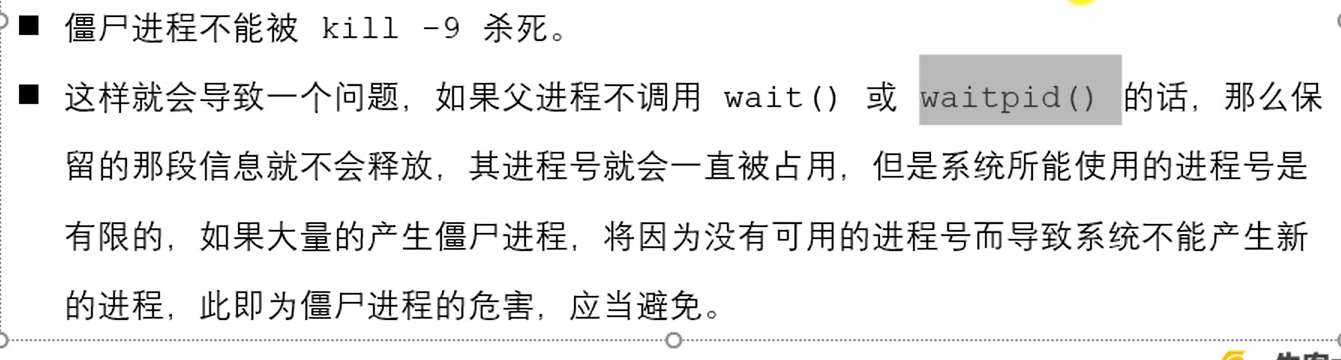 ■ 僵尸进程不能被 kill -9 杀死。
■ 这样就会导致一个问题，如果父进程不调用 wait() 或 waitpid() 的话，那么保
留的那段信息就不会释放，其进程号就会一直被占用，但是系统所能使用的进程号是
有限的，如果大量的产生僵尸进程，将因为没有可用的进程号而导致系统不能产生新
的进程，此即为僵尸进程的危害，应当避免。